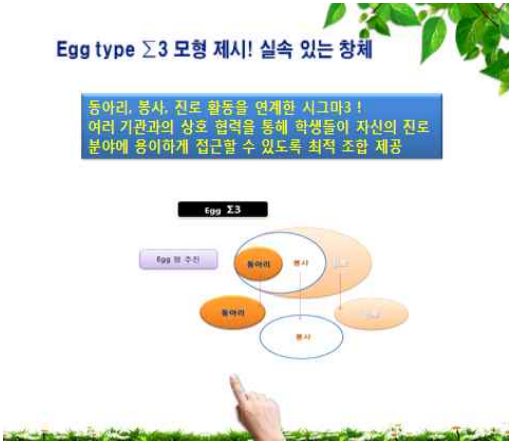 Egg type ∑3 모형 제시! 실속 있는 창체
동아리, 봉사, 진로 활동을 연계한 시그마3 !
여러 기관과의 상호 협력을 통해 학생들이 자신의 진로
분야에 용이하게 접근할 수 있도록 최적 조합 제공
Egg Σ3
Egg 형 추진
동아리 봉사
동아리
봉사